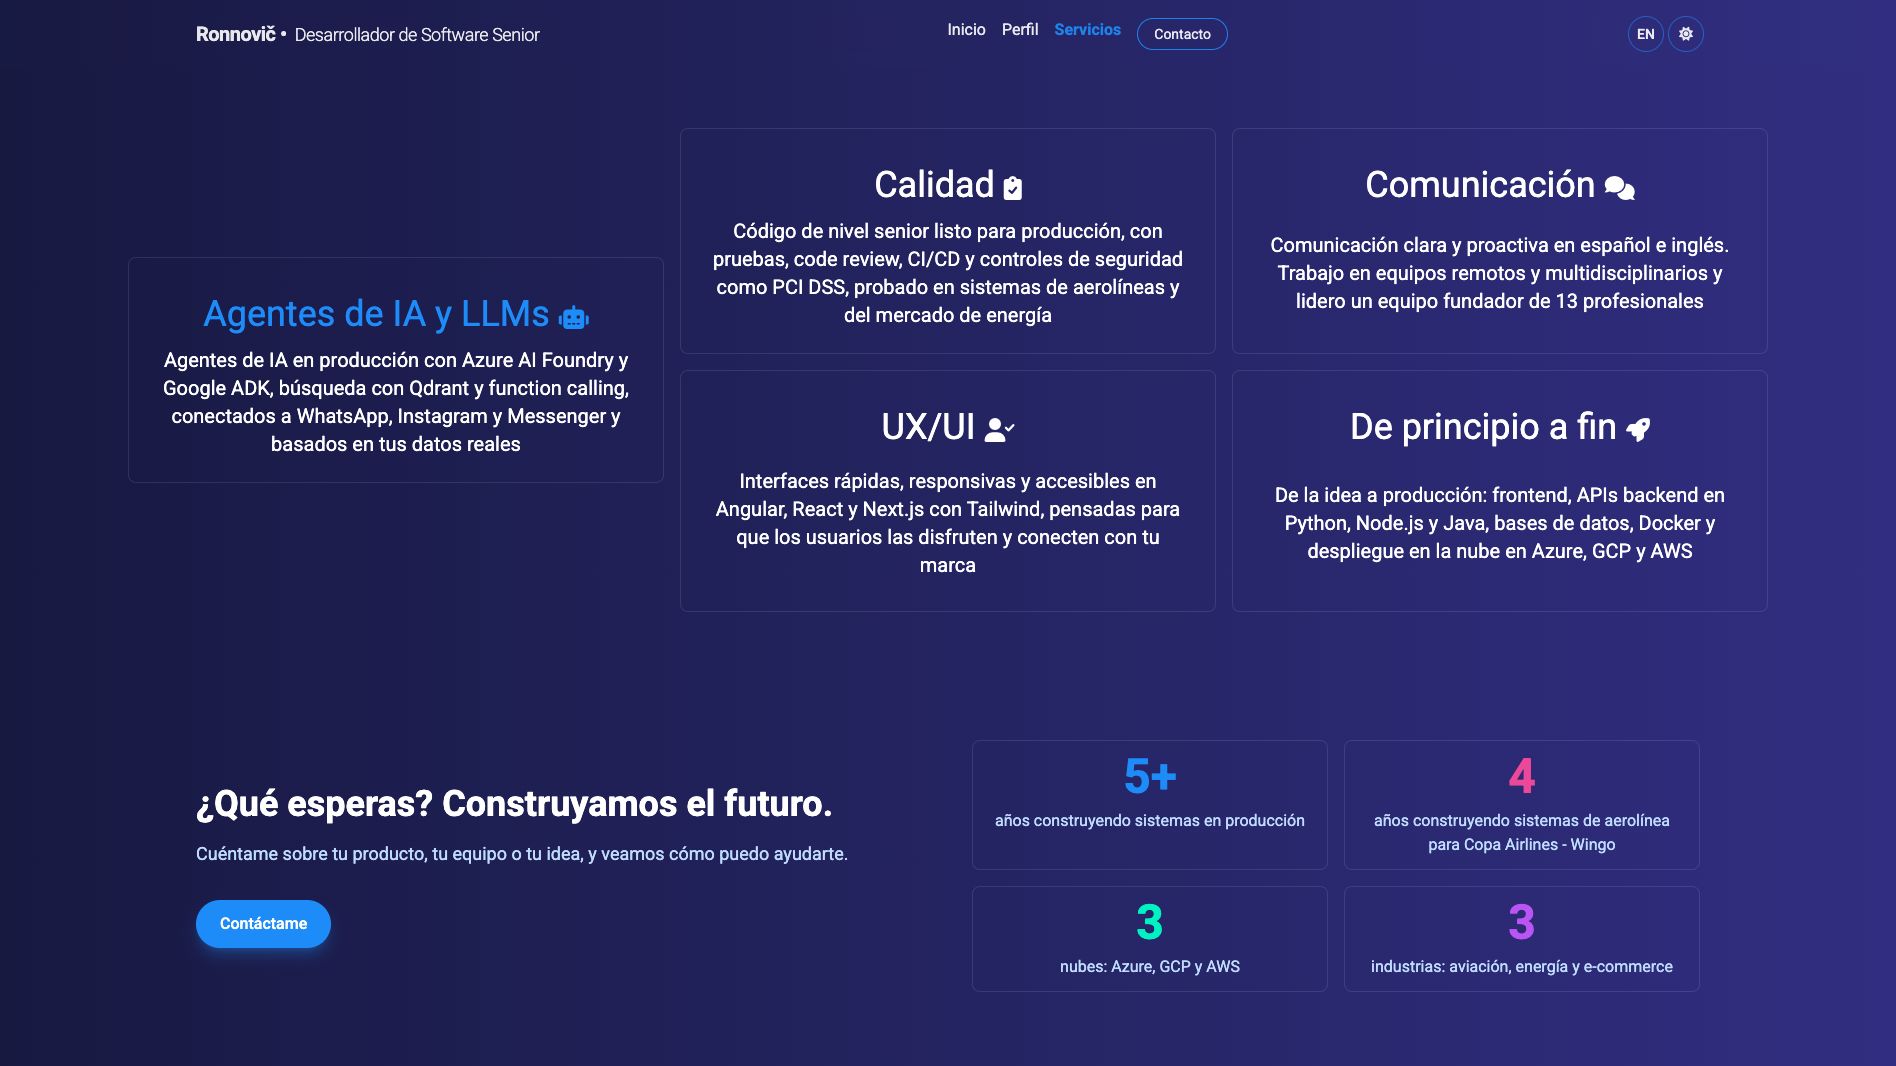 Ronnovič • Desarrollador de Software Senior
Inicio Perfil Servicios Contacto
EN
Agentes de IA y LLMs
Agentes de IA en producción con Azure AI Foundry y
Google ADK, búsqueda con Qdrant y function calling,
conectados a WhatsApp, Instagram y Messenger y
basados en tus datos reales
Calidad
Código de nivel senior listo para producción, con
pruebas, code review, CI/CD y controles de seguridad
como PCI DSS, probado en sistemas de aerolíneas y
del mercado de energía
Comunicación
Comunicación clara y proactiva en español e inglés.
Trabajo en equipos remotos y multidisciplinarios y
lidero un equipo fundador de 13 profesionales
UX/UI
Interfaces rápidas, responsivas y accesibles en
Angular, React y Next.js con Tailwind, pensadas para
que los usuarios las disfruten y conecten con tu
marca
De principio a fin
De la idea a producción: frontend, APIs backend en
Python, Node.js y Java, bases de datos, Docker y
despliegue en la nube en Azure, GCP y AWS
¿Qué esperas? Construyamos el futuro.
Cuéntame sobre tu producto, tu equipo o tu idea, y veamos cómo puedo ayudarte.
Contáctame
5+
años construyendo sistemas en producción
4
años construyendo sistemas de aerolínea
para Copa Airlines - Wingo
3
nubes: Azure, GCP y AWS
3
industrias: aviación, energía y e-commerce